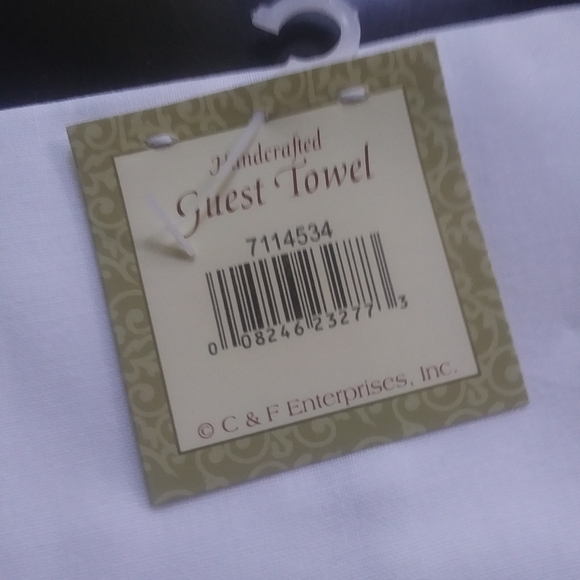 Handcrafted
Guest Towel
7114534
0 08246 23277 3
© C & F Enterprises, Inc.